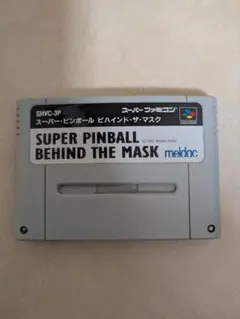 SHVC-3P
スーパーファミコン
スーパー・ピンボール ビハインド・ザ・マスク
SUPER PINBALL
BEHIND THE MASK
meldac